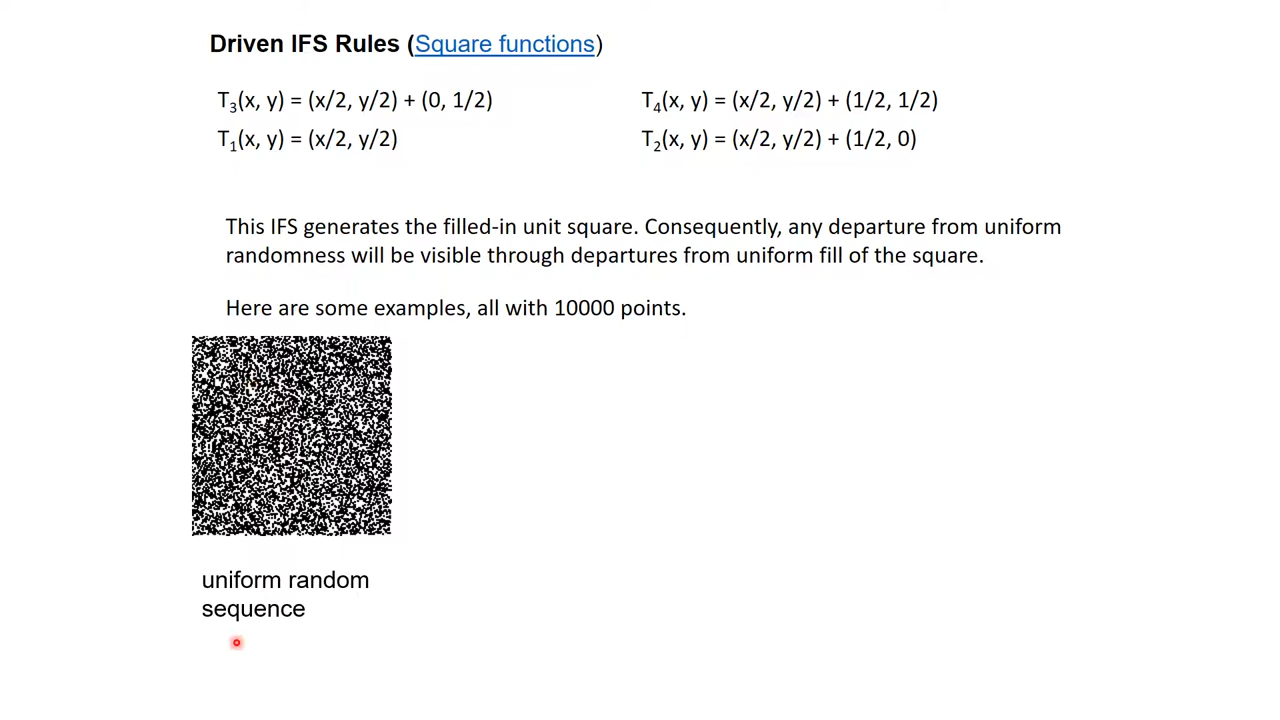 Driven IFS Rules (Square functions)
T₃(x, y) = (x/2, y/2) + (0, 1/2)
T₄(x, y) = (x/2, y/2) + (1/2, 1/2)
T₁(x, y) = (x/2, y/2)
T₂(x, y) = (x/2, y/2) + (1/2, 0)
This IFS generates the filled-in unit square. Consequently, any departure from uniform
randomness will be visible through departures from uniform fill of the square.
Here are some examples, all with 10000 points.
uniform random
sequence